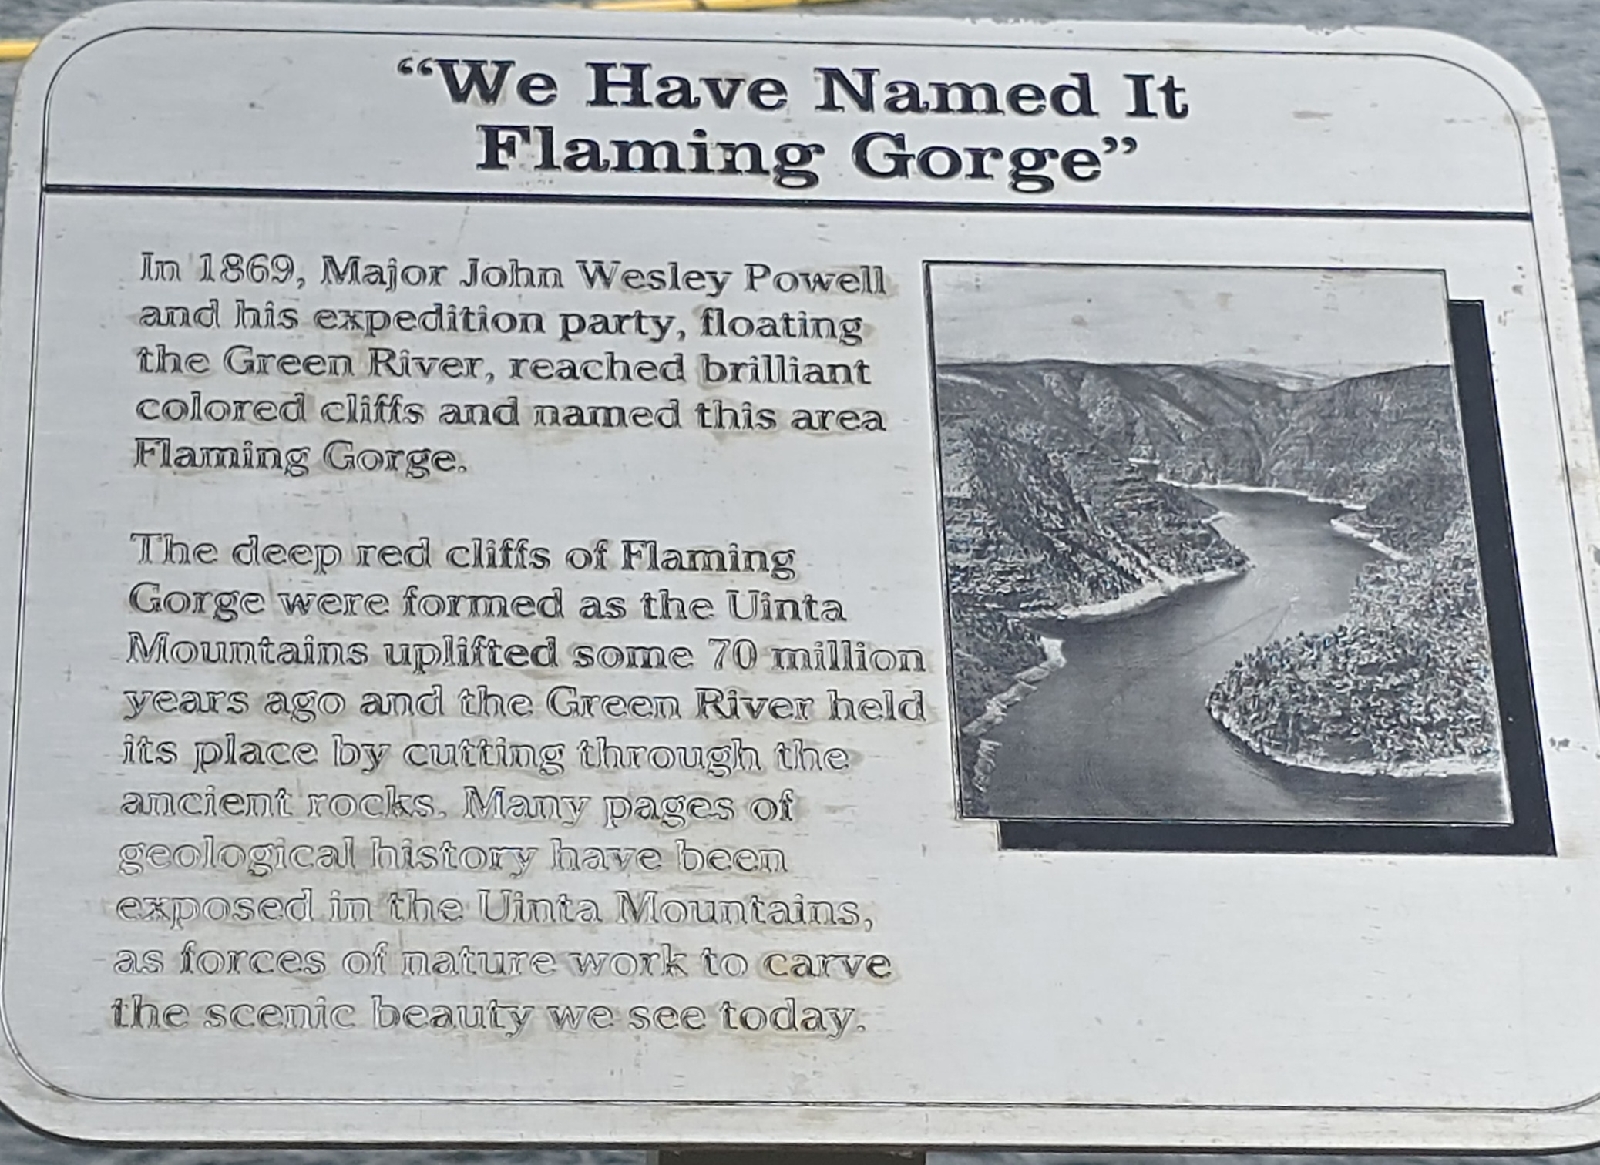 “We Have Named It
Flaming Gorge”
In 1869, Major John Wesley Powell
and his expedition party, floating
the Green River, reached brilliant
colored cliffs and named this area
Flaming Gorge.
The deep red cliffs of Flaming
Gorge were formed as the Uinta
Mountains uplifted some 70 million
years ago and the Green River held
its place by cutting through the
ancient rocks. Many pages of
geological history have been
exposed in the Uinta Mountains,
as forces of nature work to carve
the scenic beauty we see today.